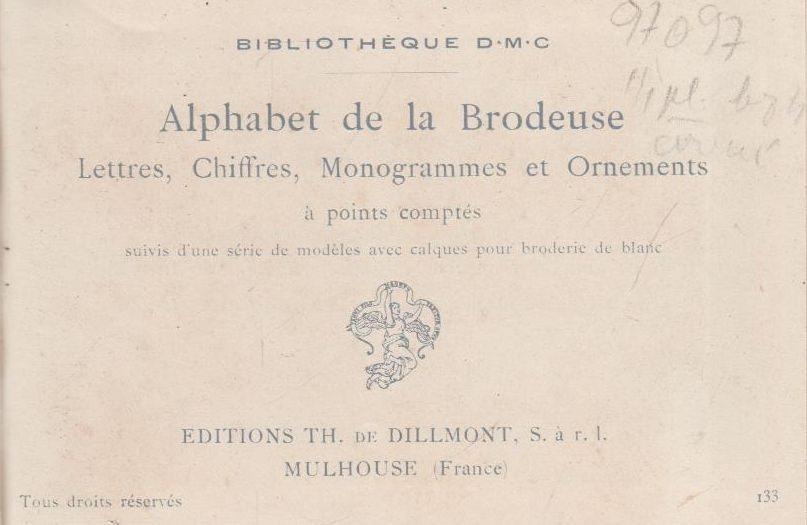 BIBLIOTHÈQUE D·M·C
97097
Alphabet de la Brodeuse
Lettres, Chiffres, Monogrammes et Ornements
à points comptés
suivis d'une série de modèles avec calques pour broderie de blanc
EDITIONS TH. DE DILLMONT, S. à r. l.
MULHOUSE (France)
Tous droits réservés
133